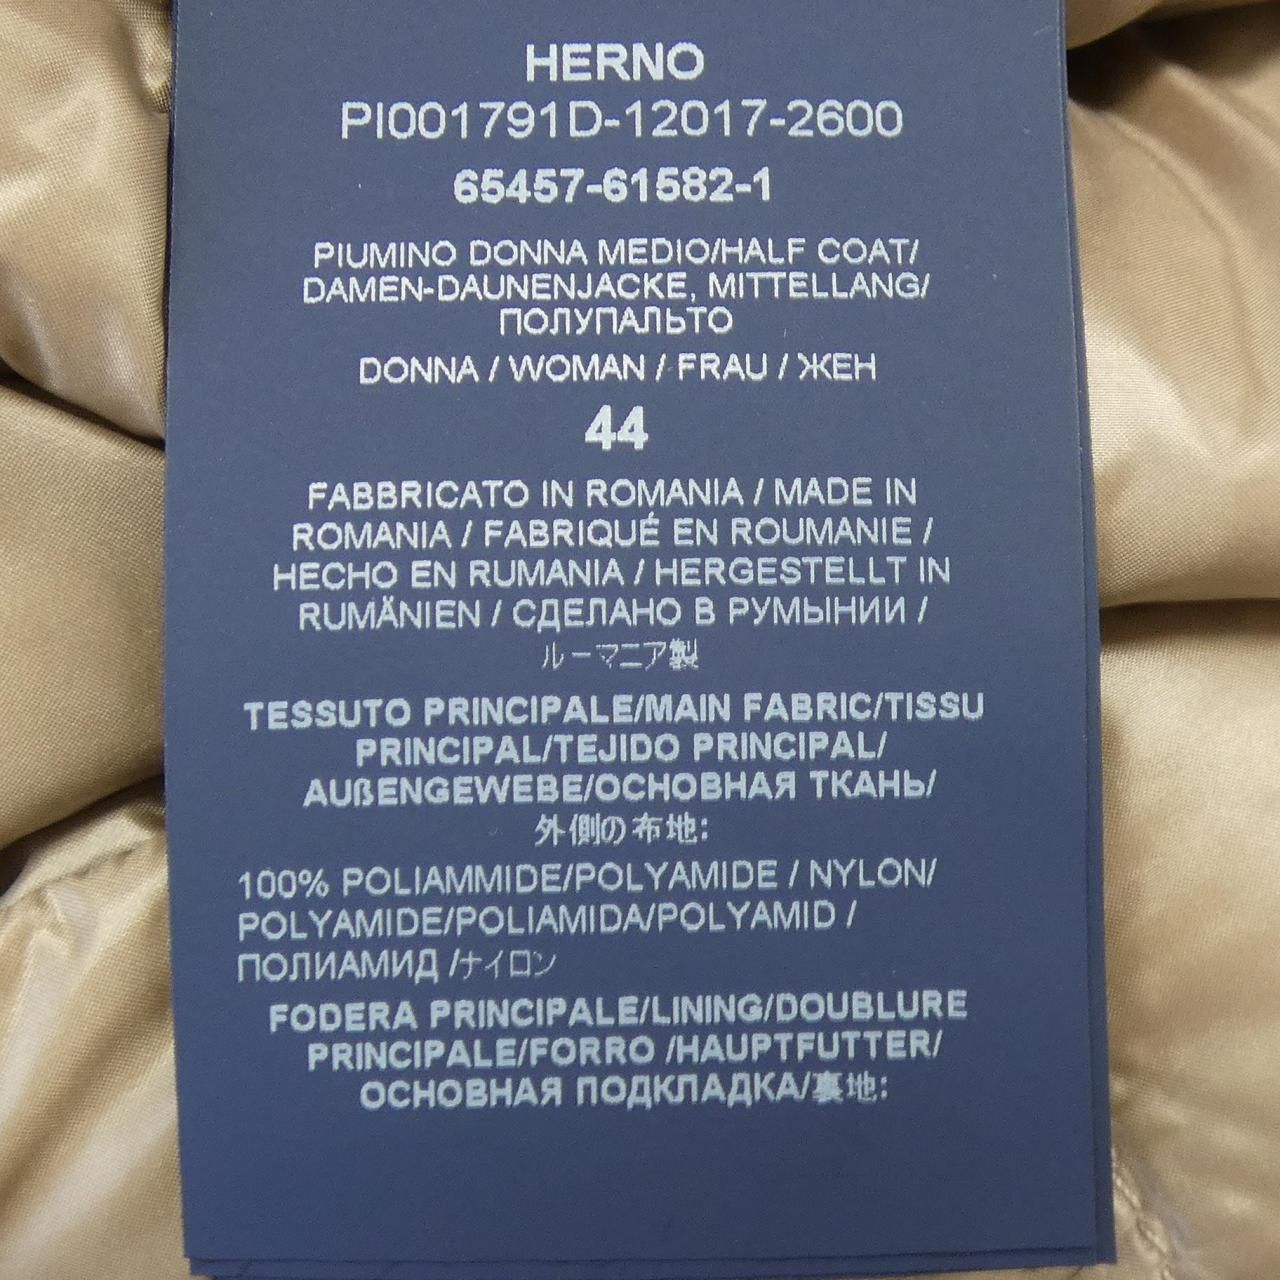 HERNO
PI001791D-12017-2600
65457-61582-1
PIUMINO DONNA MEDIO/HALF COAT/
DAMEN-DAUNENJACKE, MITTELLANG/
ПОЛУПАЛЬТО
DONNA / WOMAN / FRAU / ЖЕН
44
FABBRICATO IN ROMANIA / MADE IN
ROMANIA / FABRIQUÉ EN ROUMANIE /
HECHO EN RUMANIA / HERGESTELLT IN
RUMÄNIEN / СДЕЛАНО В РУМЫНИИ /
ルーマニア製
TESSUTO PRINCIPALE/MAIN FABRIC/TISSU
PRINCIPAL/TEJIDO PRINCIPAL/
AUßENGEWEBE/ОСНОВНАЯ ТКАНЬ/
外側の布地:
100% POLIAMMIDE/POLYAMIDE / NYLON/
POLYAMIDE/POLIAMIDA/POLYAMID /
ПОЛИАМИД /ナイロン
FODERA PRINCIPALE/LINING/DOUBLURE
PRINCIPALE/FORRO /HAUPTFUTTER/
ОСНОВНАЯ ПОДКЛАДКА/裏地: